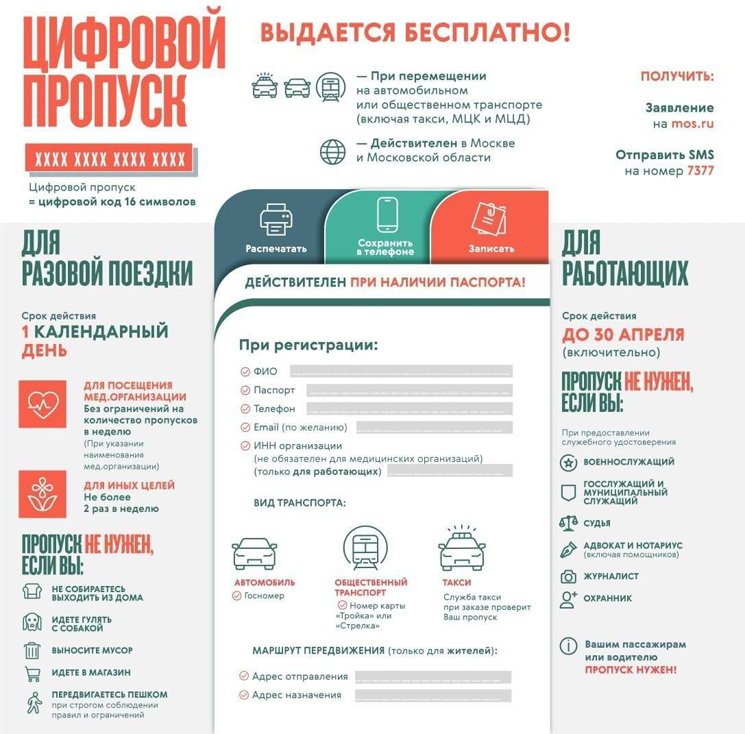 ЦИФРОВОЙ
ПРОПУСК
XXXX XXXX XXXX XXXX
Цифровой пропуск
= цифровой код 16 символов
ВЫДАЕТСЯ БЕСПЛАТНО!
— При перемещении
на автомобильном
или общественном транспорте
(включая такси, МЦК и МЦД)
— Действителен в Москве
и Московской области
ПОЛУЧИТЬ:
Заявление
на mos.ru
Отправить SMS
на номер 7377
ДЛЯ
РАЗОВОЙ ПОЕЗДКИ
Срок действия
1 КАЛЕНДАРНЫЙ
ДЕНЬ
ДЛЯ ПОСЕЩЕНИЯ
МЕД.ОРГАНИЗАЦИИ
Без ограничений на
количество пропусков
в неделю
(При указании
наименования
мед.организации)
ДЛЯ ИНЫХ ЦЕЛЕЙ
Не более
2 раз в неделю
ПРОПУСК НЕ НУЖЕН,
ЕСЛИ ВЫ:
НЕ СОБИРАЕТЕСЬ
ВЫХОДИТЬ ИЗ ДОМА
ИДЕТЕ ГУЛЯТЬ
С СОБАКОЙ
ВЫНОСИТЕ МУСОР
ИДЕТЕ В МАГАЗИН
ПЕРЕДВИГАЕТЕСЬ ПЕШКОМ
при строгом соблюдении
правил и ограничений
Распечатать
Сохранить
в телефоне
Записать
ДЕЙСТВИТЕЛЕН ПРИ НАЛИЧИИ ПАСПОРТА!
При регистрации:
ФИО
Паспорт
Телефон
Email (по желанию)
ИНН организации
(не обязателен для медицинских организаций)
(только для работающих)
ВИД ТРАНСПОРТА:
АВТОМОБИЛЬ
Госномер
ОБЩЕСТВЕННЫЙ
ТРАНСПОРТ
Номер карты
«Тройка» или
«Стрелка»
ТАКСИ
Служба такси
при заказе проверит
Ваш пропуск
МАРШРУТ ПЕРЕДВИЖЕНИЯ (только для жителей):
Адрес отправления
Адрес назначения
ДЛЯ
РАБОТАЮЩИХ
Срок действия
ДО 30 АПРЕЛЯ
(включительно)
ПРОПУСК НЕ НУЖЕН,
ЕСЛИ ВЫ:
При предоставлении
служебного удостоверения
ВОЕННОСЛУЖАЩИЙ
ГОССЛУЖАЩИЙ И
МУНИЦИПАЛЬНЫЙ
СЛУЖАЩИЙ
СУДЬЯ
АДВОКАТ И НОТАРИУС
(включая помощников)
ЖУРНАЛИСТ
ОХРАННИК
Вашим пассажирам
или водителю
ПРОПУСК НУЖЕН!